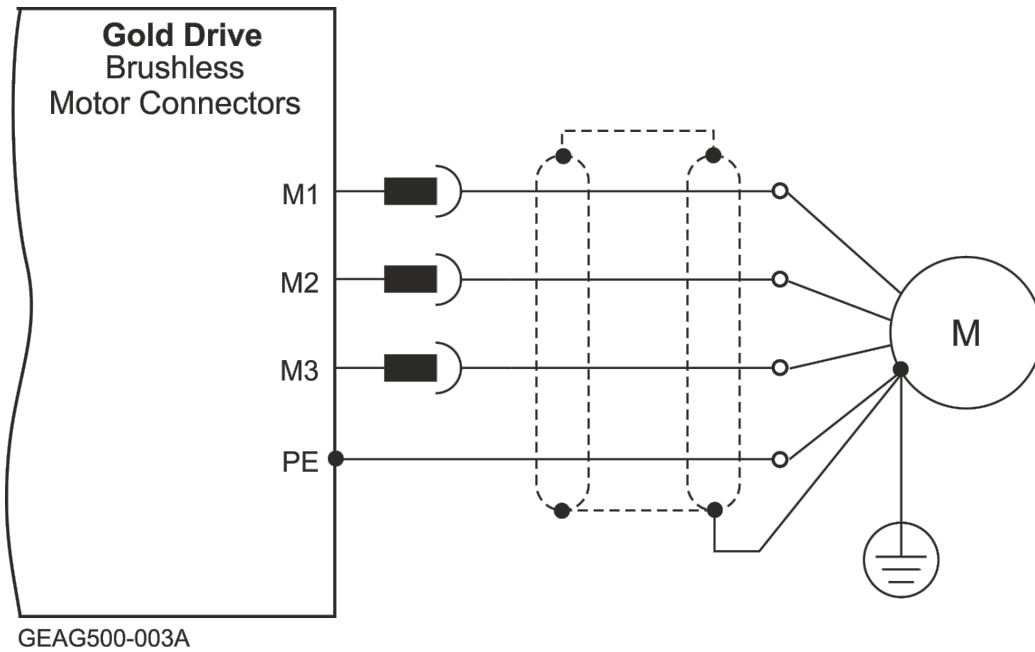 Gold Drive
Brushless
Motor Connectors
M1
M2
M3
PE
M
GEAG500-003A